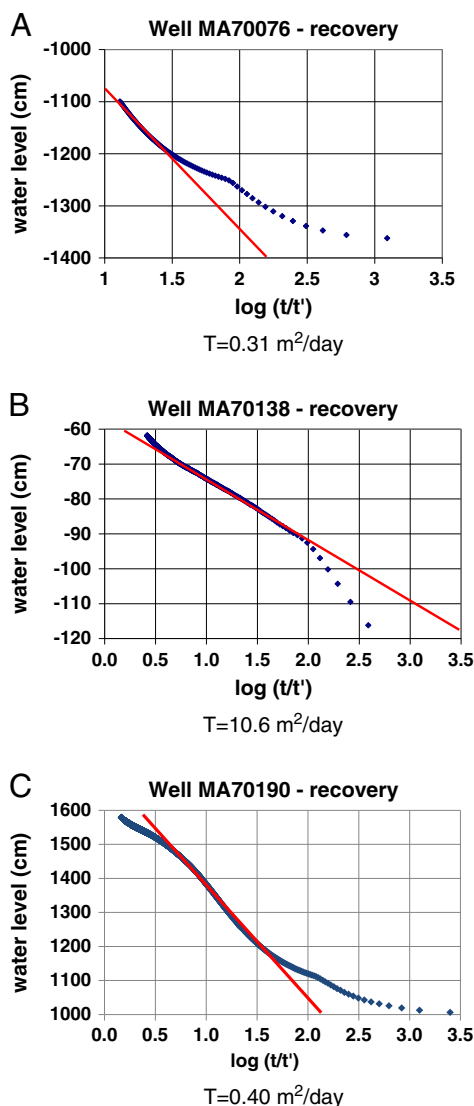 A
Well MA70076 - recovery
water level (cm)
-1000
-1100
-1200
-1300
-1400
1 1.5 2 2.5 3 3.5
log (t/t')
T=0.31 m²/day
B
Well MA70138 - recovery
water level (cm)
-60
-70
-80
-90
-100
-110
-120
0.0 0.5 1.0 1.5 2.0 2.5 3.0 3.5
log (t/t')
T=10.6 m²/day
C
Well MA70190 - recovery
water level (cm)
1600
1500
1400
1300
1200
1100
1000
0.0 0.5 1.0 1.5 2.0 2.5 3.0 3.5
log (t/t')
T=0.40 m²/day